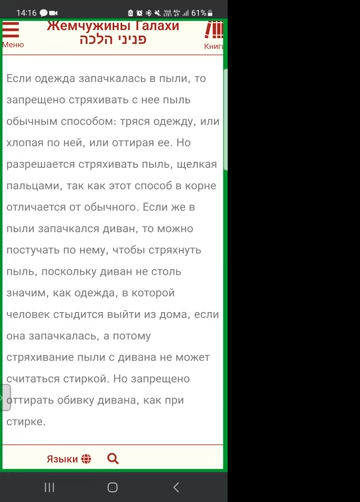 14:16
61%
Жемчужины Галахи
פניני הלכה
Меню
Книги
Если одежда запачкалась в пыли, то
запрещено стряхивать с нее пыль
обычным способом: тряся одежду, или
хлопая по ней, или оттирая ее. Но
разрешается стряхивать пыль, щелкая
пальцами, так как этот способ в корне
отличается от обычного. Если же в
пыли запачкался диван, то можно
постучать по нему, чтобы стряхнуть
пыль, поскольку диван не столь
значим, как одежда, в которой
человек стыдится выйти из дома, если
она запачкалась, а потому
стряхивание пыли с дивана не может
считаться стиркой. Но запрещено
оттирать обивку дивана, как при
стирке.
Языки